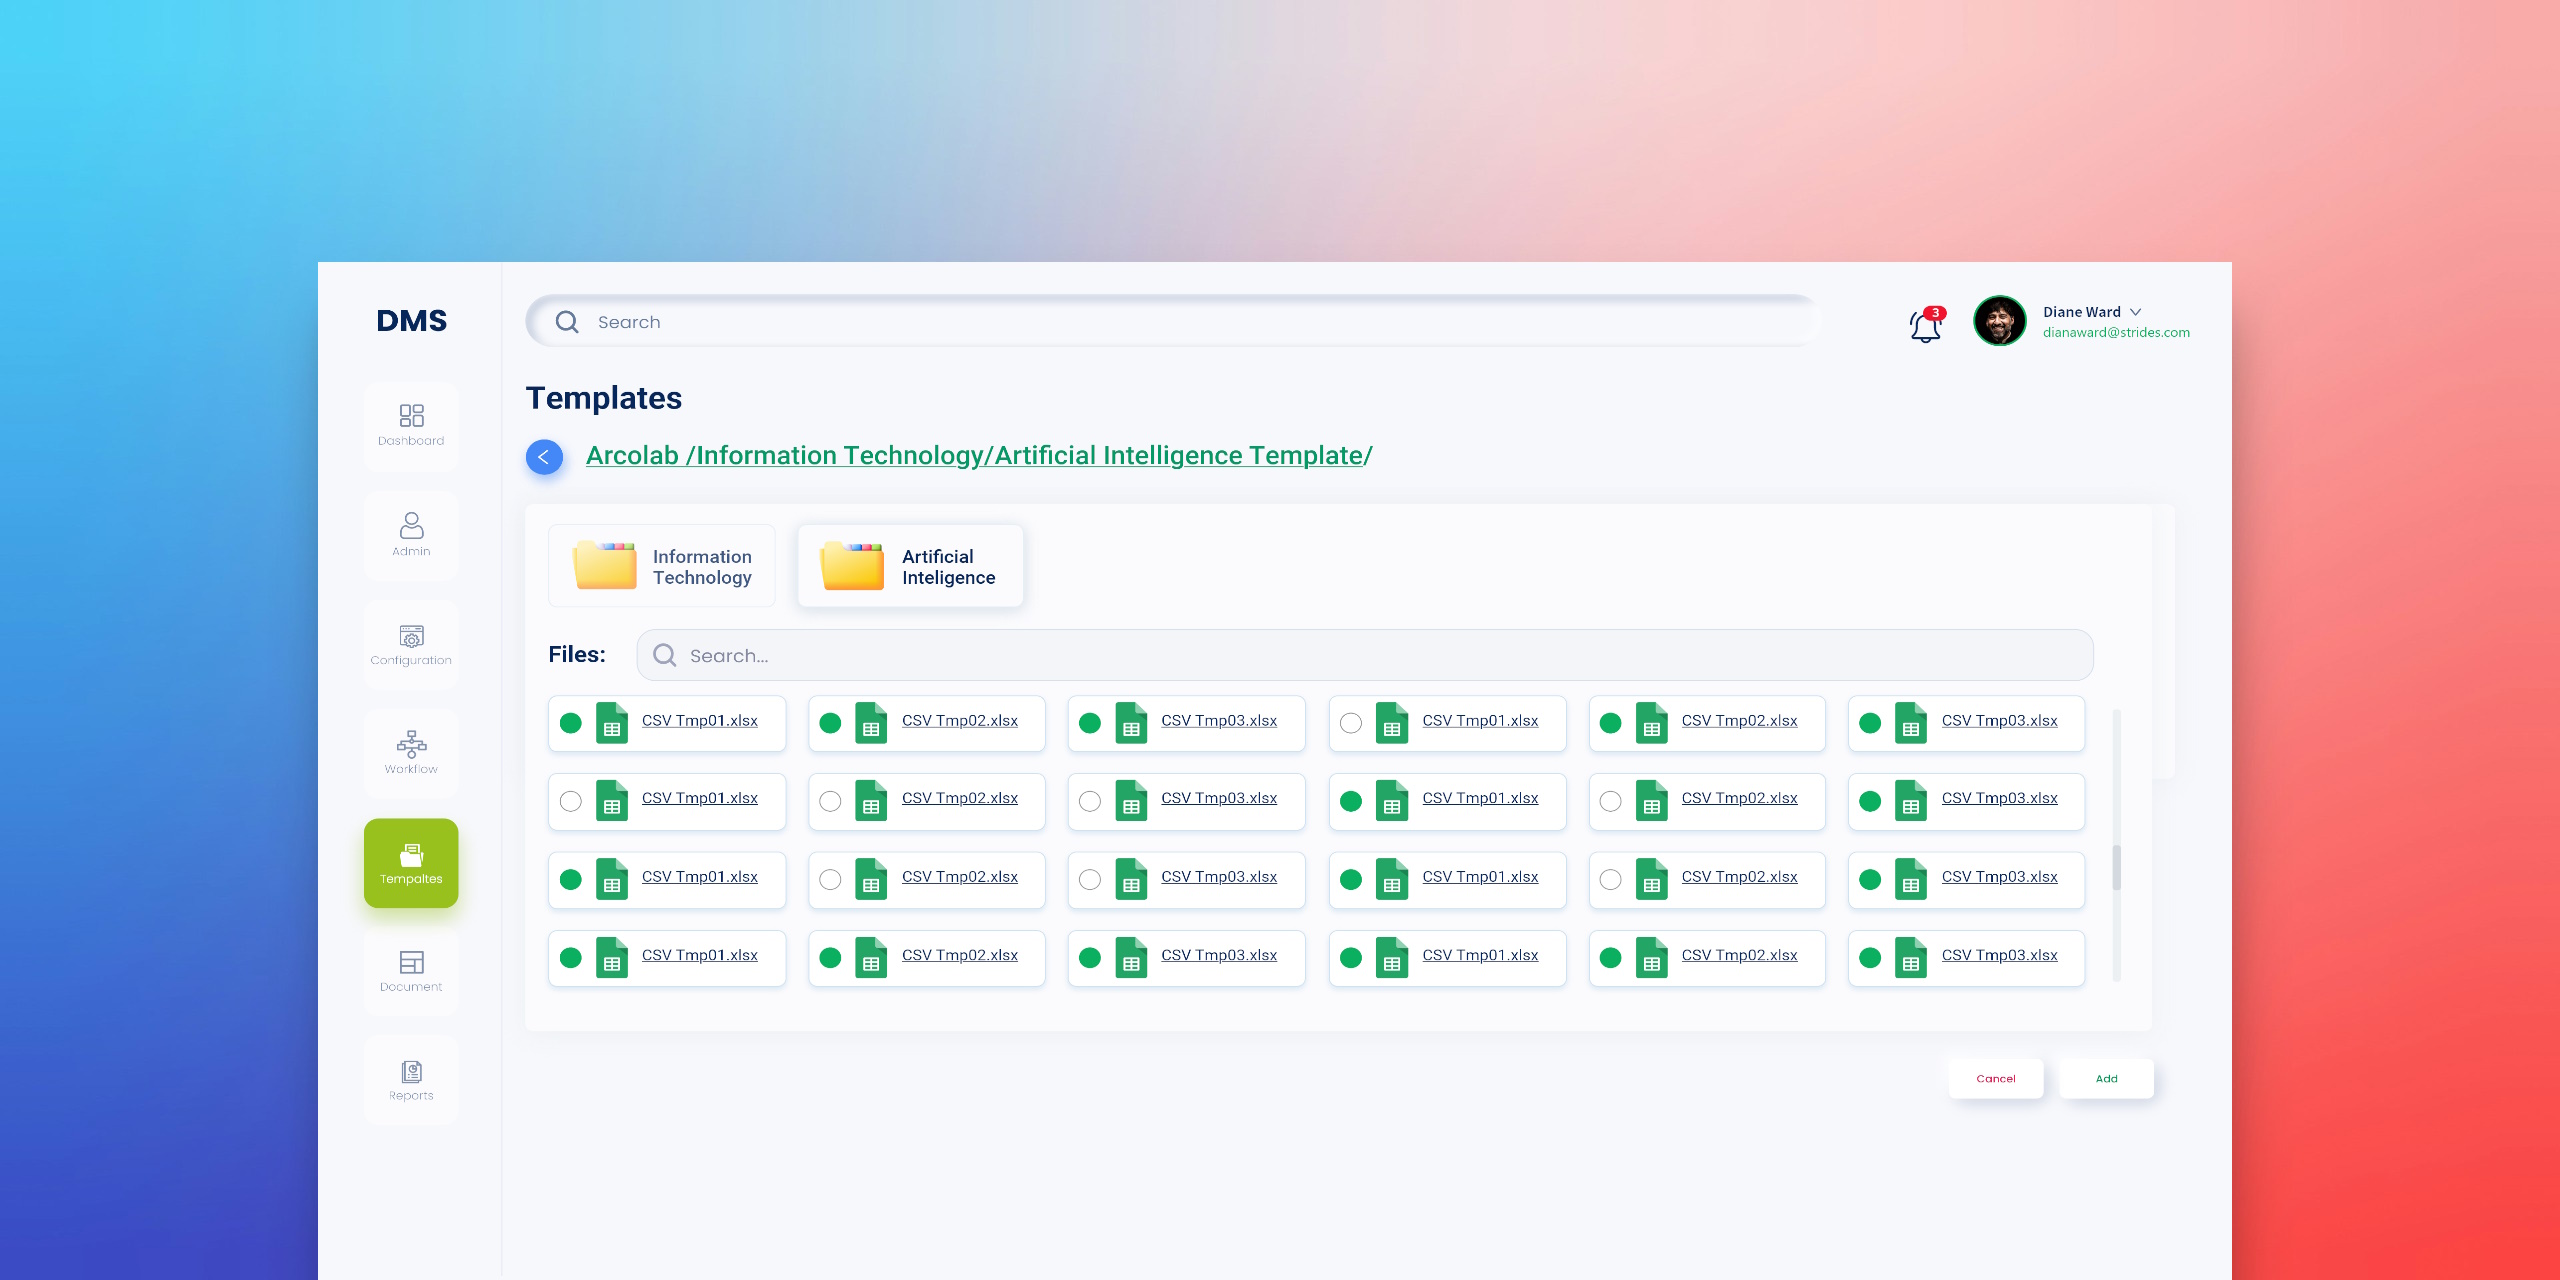 DMS
Search
3
Diane Ward
dianaward@strides.com
Dashboard
Admin
Configuration
Workflow
Tempaltes
Document
Reports
Templates
Arcolab /Information Technology/Artificial Intelligence Template/
Information
Technology
Artificial
Inteligence
Files:
Search...
CSV Tmp01.xlsx
CSV Tmp02.xlsx
CSV Tmp03.xlsx
CSV Tmp01.xlsx
CSV Tmp02.xlsx
CSV Tmp03.xlsx
CSV Tmp01.xlsx
CSV Tmp02.xlsx
CSV Tmp03.xlsx
CSV Tmp01.xlsx
CSV Tmp02.xlsx
CSV Tmp03.xlsx
CSV Tmp01.xlsx
CSV Tmp02.xlsx
CSV Tmp03.xlsx
CSV Tmp01.xlsx
CSV Tmp02.xlsx
CSV Tmp03.xlsx
CSV Tmp01.xlsx
CSV Tmp02.xlsx
CSV Tmp03.xlsx
CSV Tmp01.xlsx
CSV Tmp02.xlsx
CSV Tmp03.xlsx
Cancel
Add